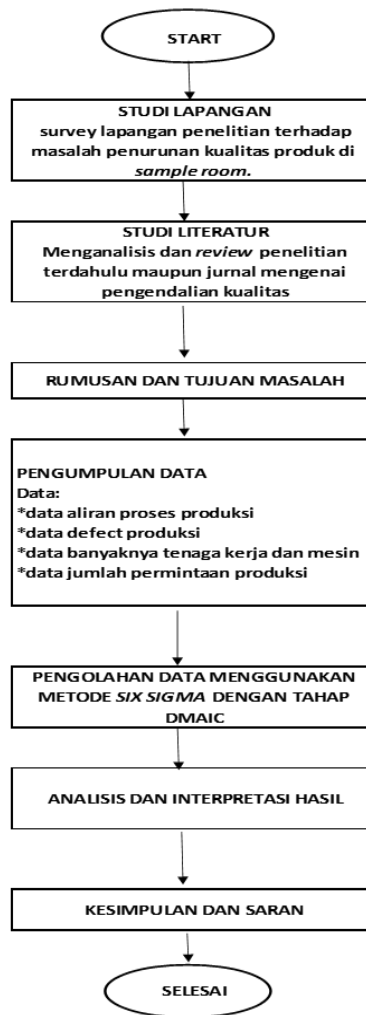 START
STUDI LAPANGAN
survey lapangan penelitian terhadap
masalah penurunan kualitas produk di
sample room.
STUDI LITERATUR
Menganalisis dan review penelitian
terdahulu maupun jurnal mengenai
pengendalian kualitas
RUMUSAN DAN TUJUAN MASALAH
PENGUMPULAN DATA
Data:
*data aliran proses produksi
*data defect produksi
*data banyaknya tenaga kerja dan mesin
*data jumlah permintaan produksi
PENGOLAHAN DATA MENGGUNAKAN
METODE SIX SIGMA DENGAN TAHAP
DMAIC
ANALISIS DAN INTERPRETASI HASIL
KESIMPULAN DAN SARAN
SELESAI